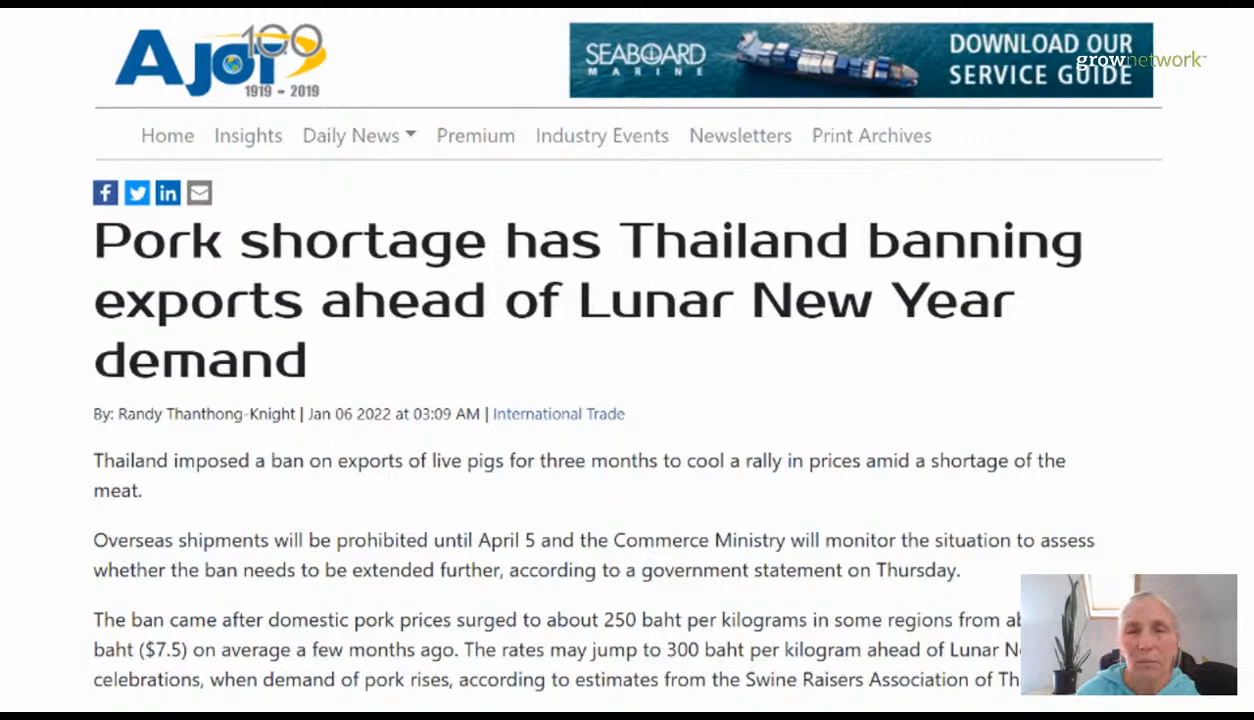 AJOT
100
1919 - 2019
SEABOARD
MARINE
DOWNLOAD OUR
SERVICE GUIDE
grownetwork
Home Insights Daily News Premium Industry Events Newsletters Print Archives
Pork shortage has Thailand banning
exports ahead of Lunar New Year
demand
By: Randy Thanthong-Knight | Jan 06 2022 at 03:09 AM | International Trade
Thailand imposed a ban on exports of live pigs for three months to cool a rally in prices amid a shortage of the
meat.
Overseas shipments will be prohibited until April 5 and the Commerce Ministry will monitor the situation to assess
whether the ban needs to be extended further, according to a government statement on Thursday.
The ban came after domestic pork prices surged to about 250 baht per kilograms in some regions from
baht ($7.5) on average a few months ago. The rates may jump to 300 baht per kilogram ahead of Lunar
celebrations, when demand of pork rises, according to estimates from the Swine Raisers Association of